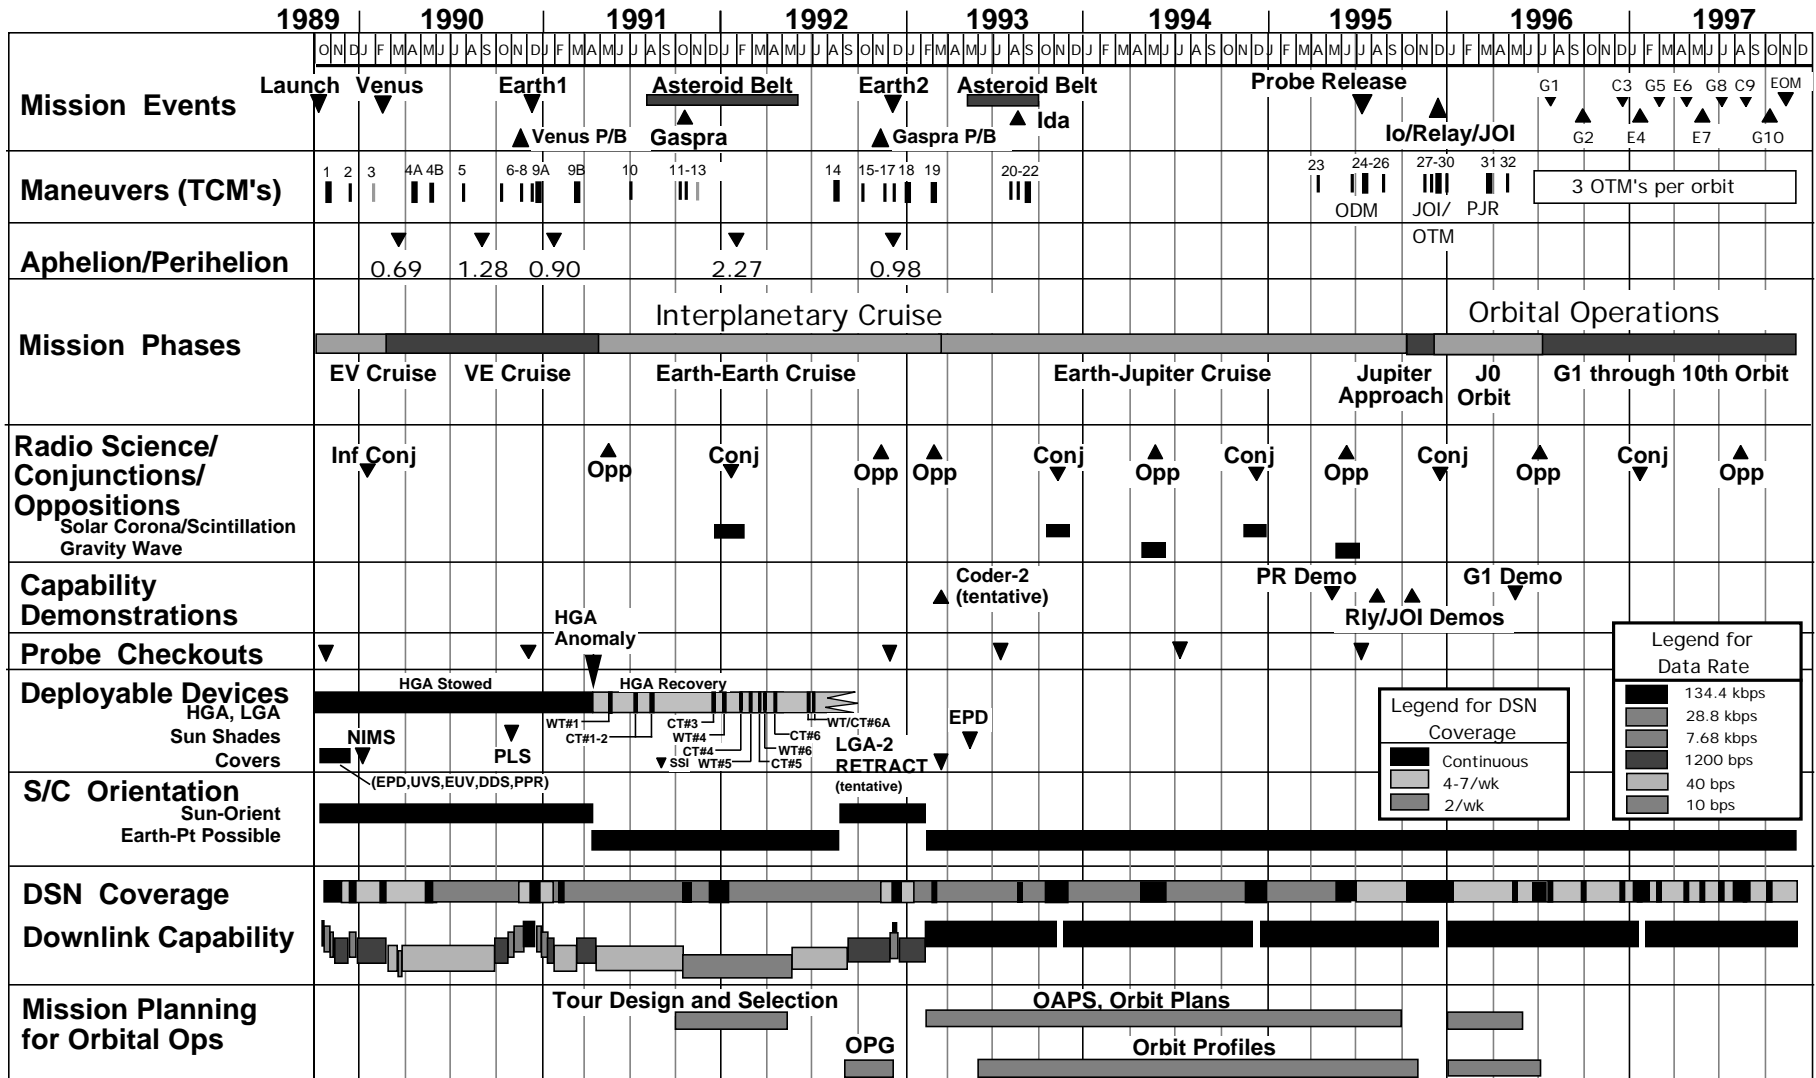 1989 1990 1991 1992 1993 1994 1995 1996 1997
O N D J F M A M J J A S O N D J F M A M J J A S O N D J F M A M J J A S O N D J F M A M J J A S O N D J F M A M J J A S O N D J F M A M J J A S O N D J F M A M J J A S O N D J F M A M J J A S O N D
Mission Events
Launch Venus Earth1 Asteroid Belt Earth2 Asteroid Belt Probe Release G1 C3 G5 E6 G8 C9 EOM
Venus P/B Gaspra Gaspra P/B Ida Io/Relay/JOI G2 E4 E7 G10
Maneuvers (TCM's)
1 2 3 4A 4B 5 6-8 9A 9B 10 11-13 14 15-17 18 19 20-22 23 24-26 27-30 31 32
3 OTM's per orbit
ODM JOI/ PJR
OTM
Aphelion/Perihelion
0.69 1.28 0.90 2.27 0.98
Interplanetary Cruise Orbital Operations
Mission Phases
EV Cruise VE Cruise Earth-Earth Cruise Earth-Jupiter Cruise Jupiter J0 G1 through 10th Orbit
Approach Orbit
Radio Science/
Conjunctions/
Oppositions
Inf Conj Opp Conj Opp Opp Conj Opp Conj Opp Conj Opp Conj Opp
Solar Corona/Scintillation
Gravity Wave
Capability
Demonstrations
Coder-2
(tentative)
PR Demo G1 Demo
Rly/JOI Demos
HGA
Anomaly
Probe Checkouts
Deployable Devices
HGA, LGA
Sun Shades
Covers
HGA Stowed HGA Recovery
WT#1 CT#3 WT/CT#6A
CT#1-2 WT#4 CT#6
CT#4 WT#6
SSI WT#5 CT#5
NIMS
PLS
(EPD,UVS,EUV,DDS,PPR)
LGA-2
RETRACT
(tentative)
EPD
Legend for DSN
Coverage
Continuous
4-7/wk
2/wk
Legend for
Data Rate
134.4 kbps
28.8 kbps
7.68 kbps
1200 bps
40 bps
10 bps
S/C Orientation
Sun-Orient
Earth-Pt Possible
DSN Coverage
Downlink Capability
Mission Planning
for Orbital Ops
Tour Design and Selection OAPS, Orbit Plans
OPG Orbit Profiles